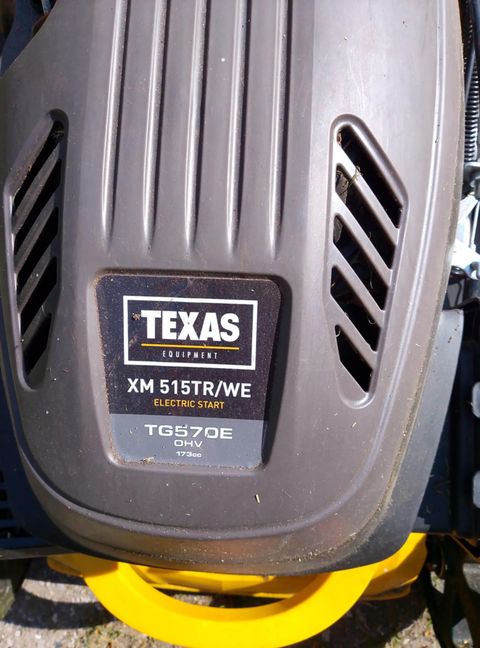 TEXAS
EQUIPMENT
XM 515TR/WE
ELECTRIC START
TG570E
OHV
173cc